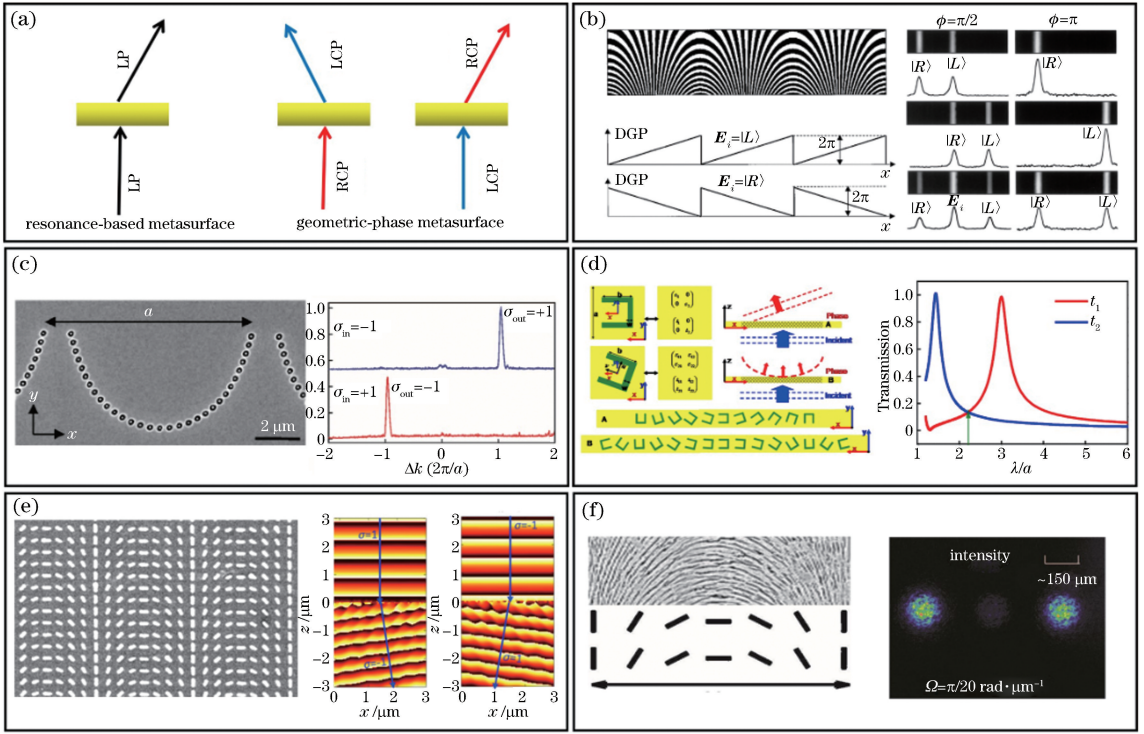 (a)
LP
LP
resonance-based metasurface
LCP
RCP
RCP
LCP
geometric-phase metasurface
(b)
DGP
E_i=|L⟩
2π
x
DGP
E_i=|R⟩
2π
x
ϕ=π/2
ϕ=π
|R⟩
|L⟩
|R⟩
|R⟩
|L⟩
|L⟩
|R⟩
E_i
|L⟩
|R⟩
|L⟩
(c)
a
y
x
2 μm
1.0
0.8
0.6
0.4
0.2
0
σ_in=−1
σ_out=+1
σ_in=+1
σ_out=−1
−2
−1
0
1
2
Δk (2π/a)
(d)
b
a
y
x
z
Phase
A
x
Incident
b
y
x
z
Phase
B
x
Incident
A
y
x
B
y
x
Transmission
1.0
0.8
0.6
0.4
0.2
0
t₁
t₂
1
2
3
4
5
6
λ/a
(e)
3
2
1
0
−1
−2
−3
z /μm
σ=1
σ=-1
0
1
2
3
x /μm
3
2
1
0
−1
−2
−3
z /μm
σ=-1
σ=1
0
1
2
3
x /μm
(f)
intensity
~150 μm
Ω=π/20 rad·μm⁻¹